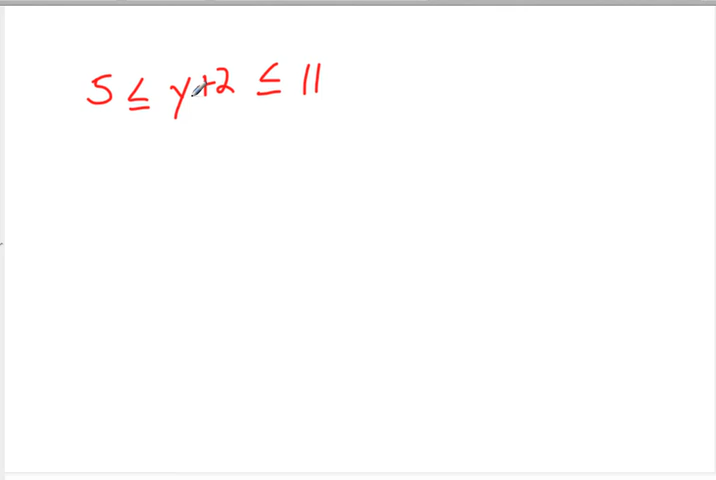 5 ≤ y+2 ≤ 11